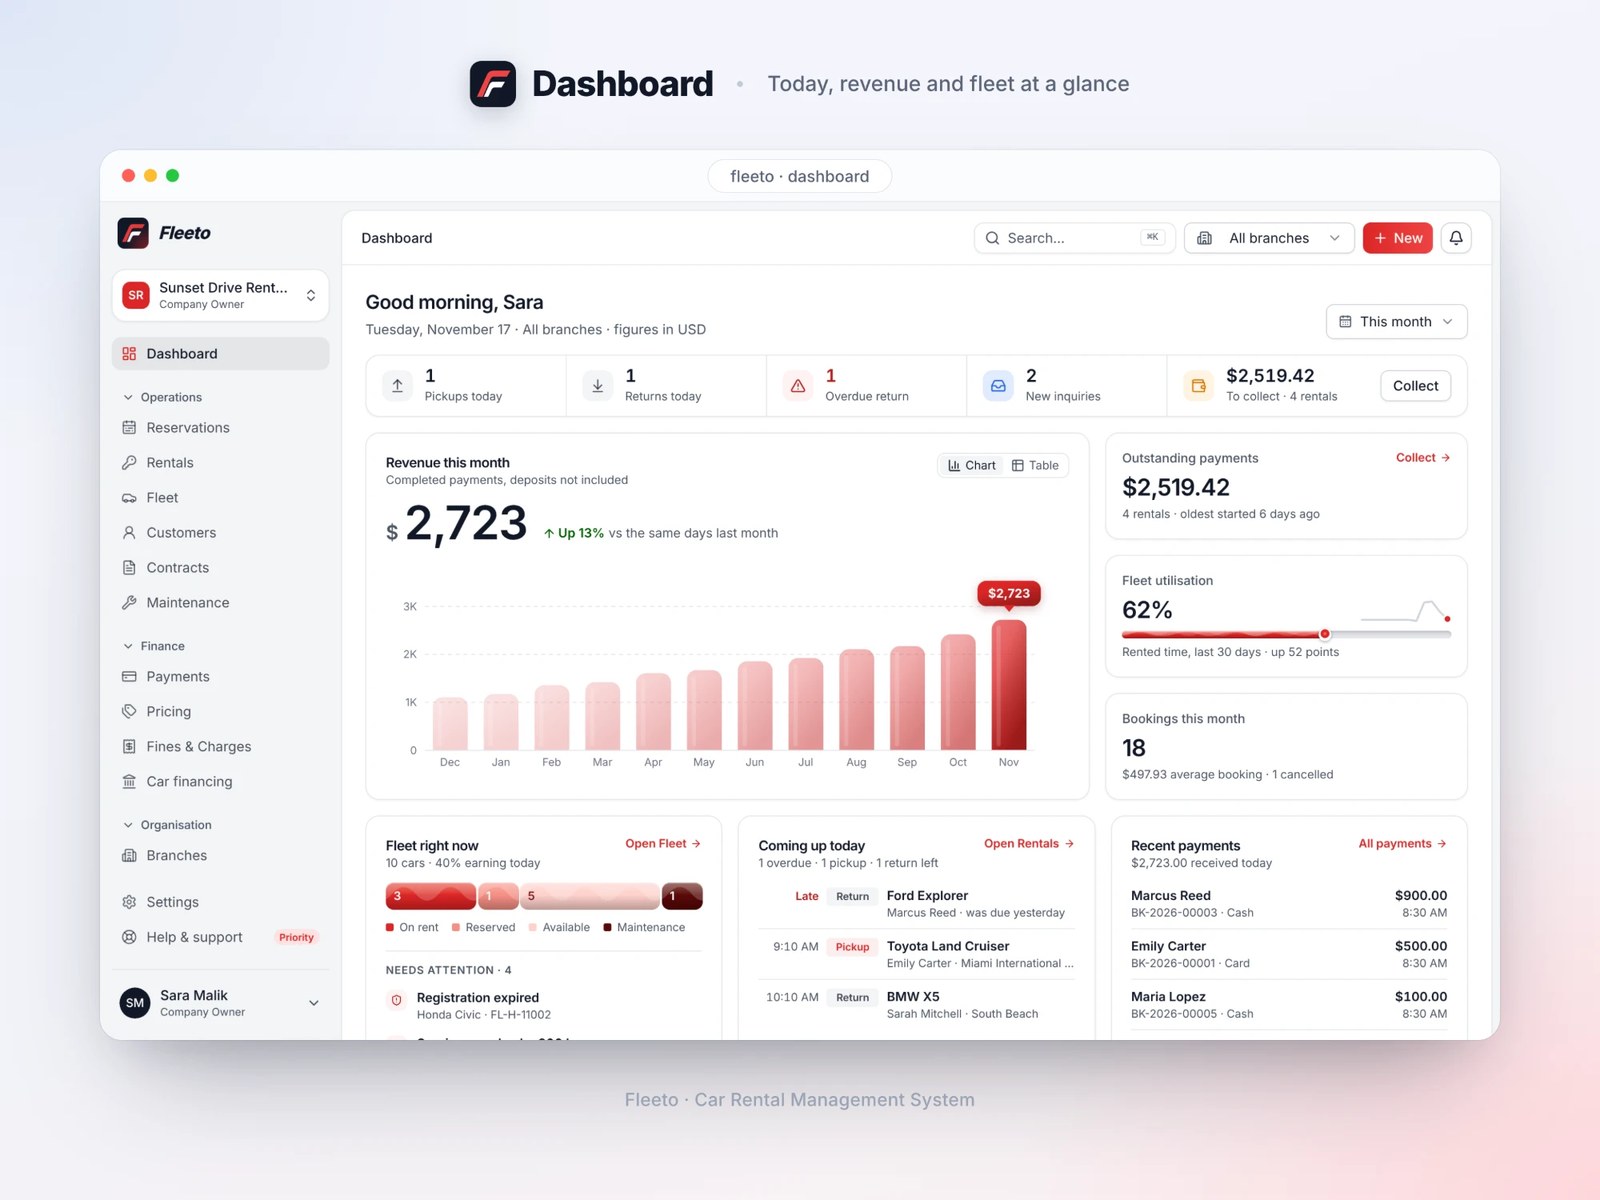 Dashboard · Today, revenue and fleet at a glance
fleeto · dashboard
Fleeto
SR
Sunset Drive Rent...
Company Owner
Dashboard
Operations
Reservations
Rentals
Fleet
Customers
Contracts
Maintenance
Finance
Payments
Pricing
Fines & Charges
Car financing
Organisation
Branches
Settings
Help & support Priority
SM
Sara Malik
Company Owner
Dashboard
Search... ⌘K
All branches
+ New
Good morning, Sara
Tuesday, November 17 · All branches · figures in USD
This month
1
Pickups today
1
Returns today
1
Overdue return
2
New inquiries
$2,519.42
To collect · 4 rentals
Collect
Revenue this month
Completed payments, deposits not included
Chart Table
$ 2,723 ↑ Up 13% vs the same days last month
$2,723
3K
2K
1K
0
Dec Jan Feb Mar Apr May Jun Jul Aug Sep Oct Nov
Outstanding payments Collect →
$2,519.42
4 rentals · oldest started 6 days ago
Fleet utilisation
62%
Rented time, last 30 days · up 52 points
Bookings this month
18
$497.93 average booking · 1 cancelled
Fleet right now Open Fleet →
10 cars · 40% earning today
3 1 5 1
On rent Reserved Available Maintenance
NEEDS ATTENTION · 4
Registration expired
Honda Civic · FL-H-11002
Coming up today Open Rentals →
1 overdue · 1 pickup · 1 return left
Late Return Ford Explorer
Marcus Reed · was due yesterday
9:10 AM Pickup Toyota Land Cruiser
Emily Carter · Miami International ...
10:10 AM Return BMW X5
Sarah Mitchell · South Beach
Recent payments All payments →
$2,723.00 received today
Marcus Reed $900.00
BK-2026-00003 · Cash 8:30 AM
Emily Carter $500.00
BK-2026-00001 · Card 8:30 AM
Maria Lopez $100.00
BK-2026-00005 · Cash 8:30 AM
Fleeto · Car Rental Management System